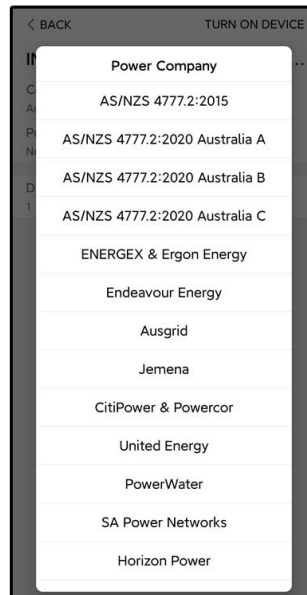 < BACK TURN ON DEVICE
Power Company
AS/NZS 4777.2:2015
AS/NZS 4777.2:2020 Australia A
AS/NZS 4777.2:2020 Australia B
AS/NZS 4777.2:2020 Australia C
ENERGEX & Ergon Energy
Endeavour Energy
Ausgrid
Jemena
CitiPower & Powercor
United Energy
PowerWater
SA Power Networks
Horizon Power